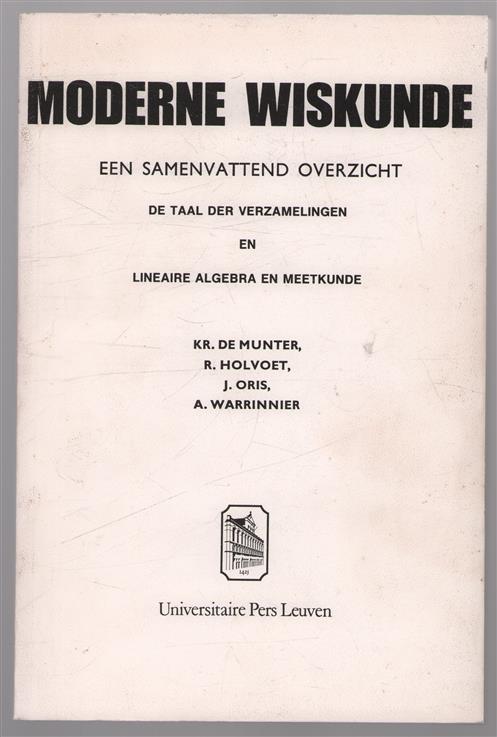 MODERNE WISKUNDE
EEN SAMENVATTEND OVERZICHT
DE TAAL DER VERZAMELINGEN
EN
LINEAIRE ALGEBRA EN MEETKUNDE
KR. DE MUNTER,
R. HOLVOET,
J. ORIS,
A. WARRINNIER
1425
Universitaire Pers Leuven